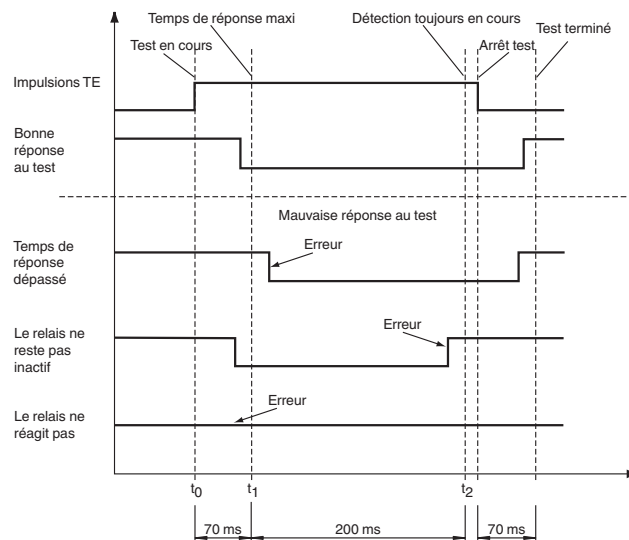 Temps de réponse maxi
Détection toujours en cours
Test terminé
Test en cours
Arrêt test
Impulsions TE
Bonne
réponse
au test
Mauvaise réponse au test
Temps de
réponse
dépassé
Erreur
Le relais ne
reste pas
inactif
Erreur
Le relais ne
réagit pas
Erreur
t0
t1
t2
70 ms
200 ms
70 ms